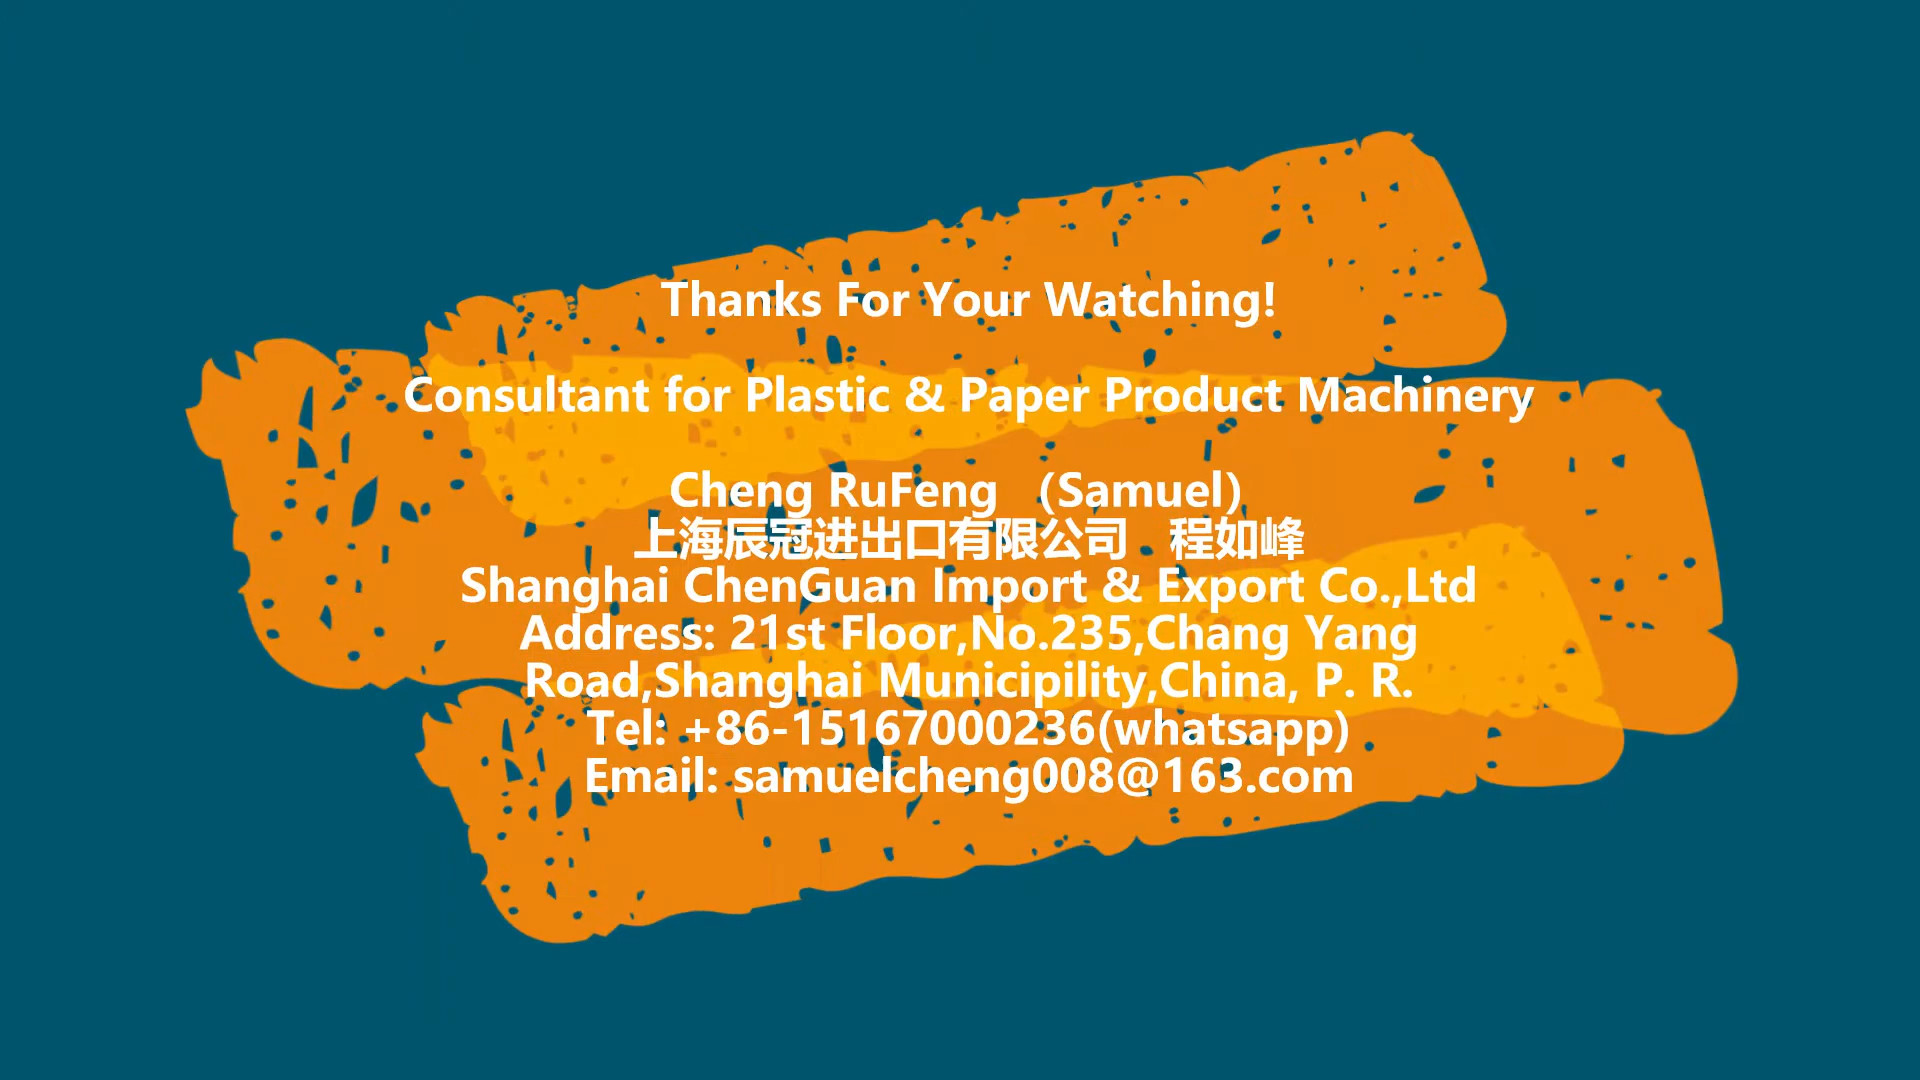 Thanks For Your Watching!
Consultant for Plastic & Paper Product Machinery
Cheng RuFeng （Samuel）
上海辰冠进出口有限公司 程如峰
Shanghai ChenGuan Import & Export Co.,Ltd
Address: 21st Floor,No.235,Chang Yang
Road,Shanghai Municipility,China, P. R.
Tel: +86-15167000236(whatsapp)
Email: samuelcheng008@163.com